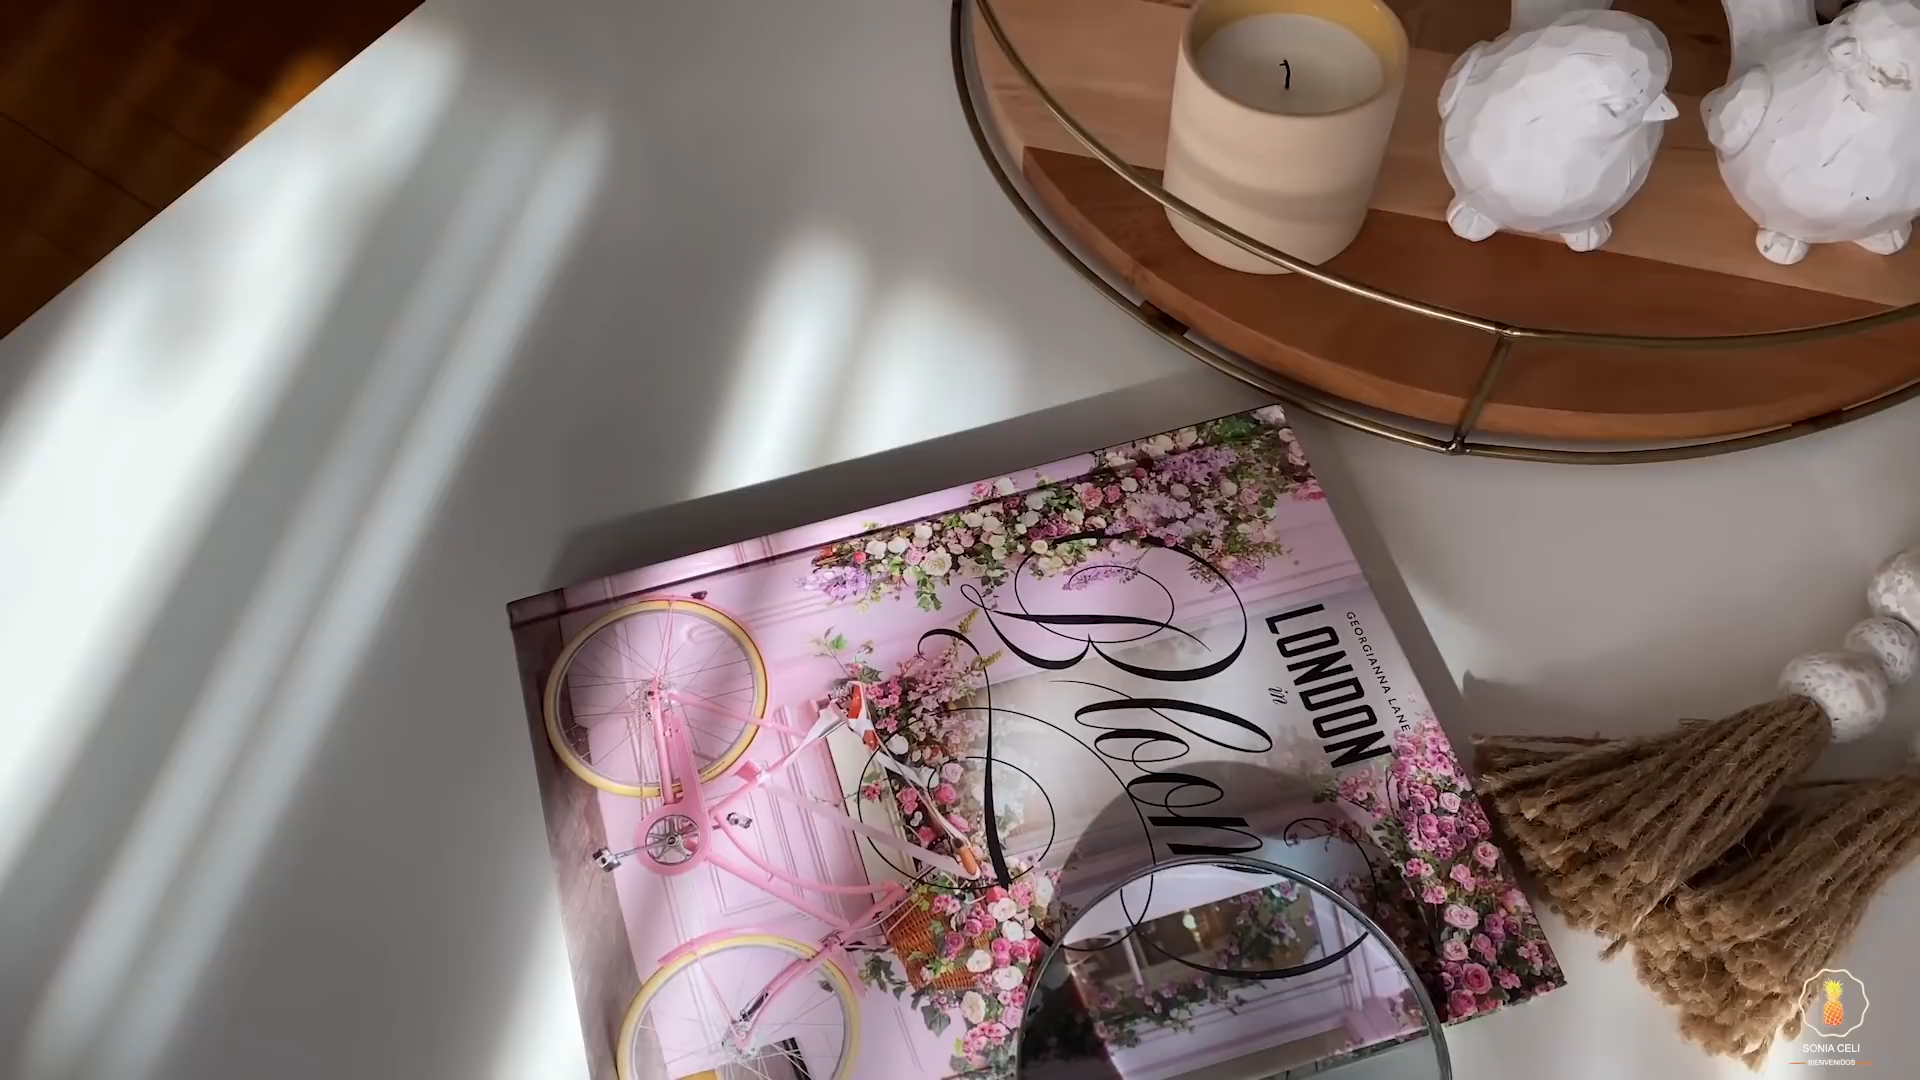 GEORGIANNA LANE
LONDON
in
Bloom
SONIA CELI
BIENVENIDOS